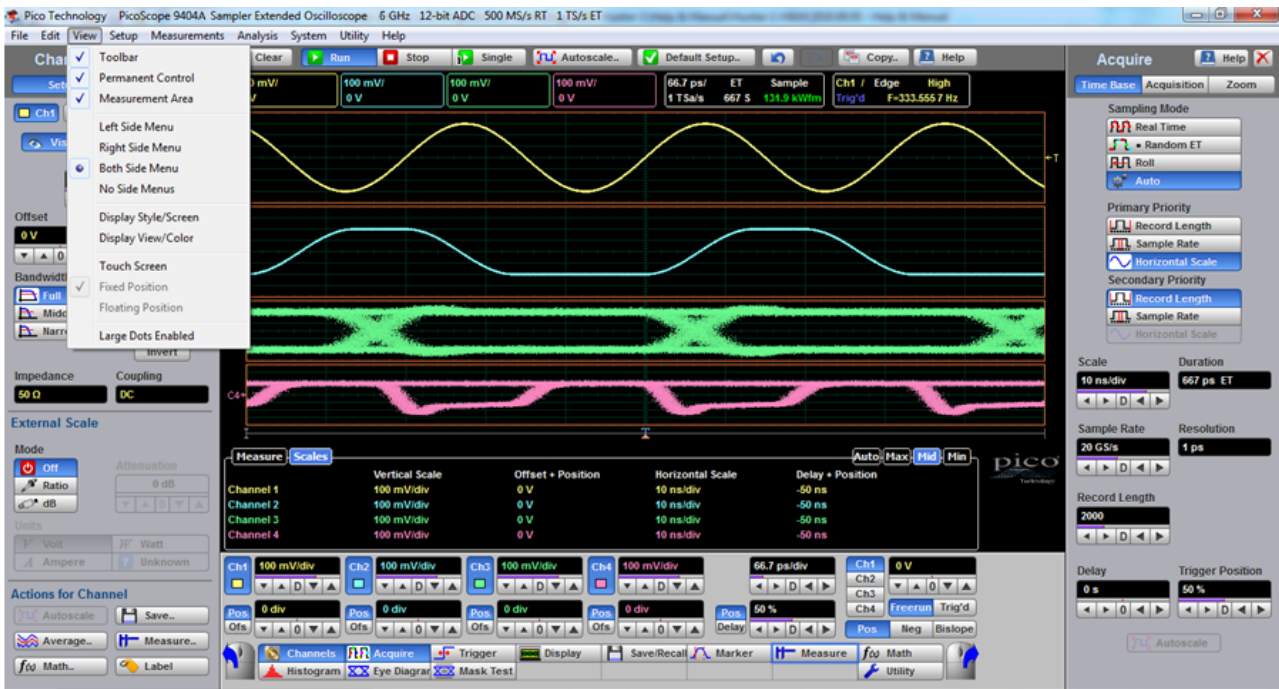 Pico Technology PicoScope 9404A Sampler Extended Oscilloscope 6 GHz 12-bit ADC 500 MS/s RT 1 TS/s ET
File Edit View Setup Measurements Analysis System Utility Help
Clear Run Stop Single Autoscale.. Default Setup.. Copy.. Help
Toolbar
Permanent Control
Measurement Area
Left Side Menu
Right Side Menu
Both Side Menu
No Side Menus
Display Style/Screen
Display View/Color
Touch Screen
Fixed Position
Floating Position
Large Dots Enabled
Ch1
Offset
0 V
0
Bandwidt
Full
Midd
Narr
Invert
Impedance Coupling
50 Ω DC
External Scale
Mode
Off Attenuation
Ratio 0 dB
dB 0
Units
V Volt W Watt
A Ampere ? Unknown
Actions for Channel
Autoscale Save..
Average.. Measure..
f(x) Math.. Label
mV/ 100 mV/ 100 mV/ 100 mV/ 66.7 ps/ ET Sample Ch1 / Edge High
V 0 V 0 V 0 V 1 TSa/s 667 S 131.9 kWfm Trig'd F=333.555 7 Hz
T
C4
T
Measure Scales Auto Max Mid Min
Vertical Scale Offset + Position Horizontal Scale Delay + Position
Channel 1 100 mV/div 0 V 10 ns/div -50 ns
Channel 2 100 mV/div 0 V 10 ns/div -50 ns
Channel 3 100 mV/div 0 V 10 ns/div -50 ns
Channel 4 100 mV/div 0 V 10 ns/div -50 ns
pico
Technology
Ch1 100 mV/div Ch2 100 mV/div Ch3 100 mV/div Ch4 100 mV/div 66.7 ps/div Ch1 0 V
D D D D D Ch2 0
Ch3
Pos 0 div Pos 0 div Pos 0 div Pos 0 div Pos 50 % Ch4 Freerun Trig'd
Ofs 0 Ofs 0 Ofs 0 Ofs 0 Delay D Pos Neg Bislope
Channels Acquire Trigger Display Save/Recall Marker Measure f(x) Math
Histogram Eye Diagram Mask Test Utility
Acquire Help
Time Base Acquisition Zoom
Sampling Mode
Real Time
Random ET
Roll
Auto
Primary Priority
Record Length
Sample Rate
Horizontal Scale
Secondary Priority
Record Length
Sample Rate
Horizontal Scale
Scale Duration
10 ns/div 667 ps ET
D
Sample Rate Resolution
20 GS/s 1 ps
D
Record Length
2000
D
Delay Trigger Position
0 s 50 %
0 D
Autoscale